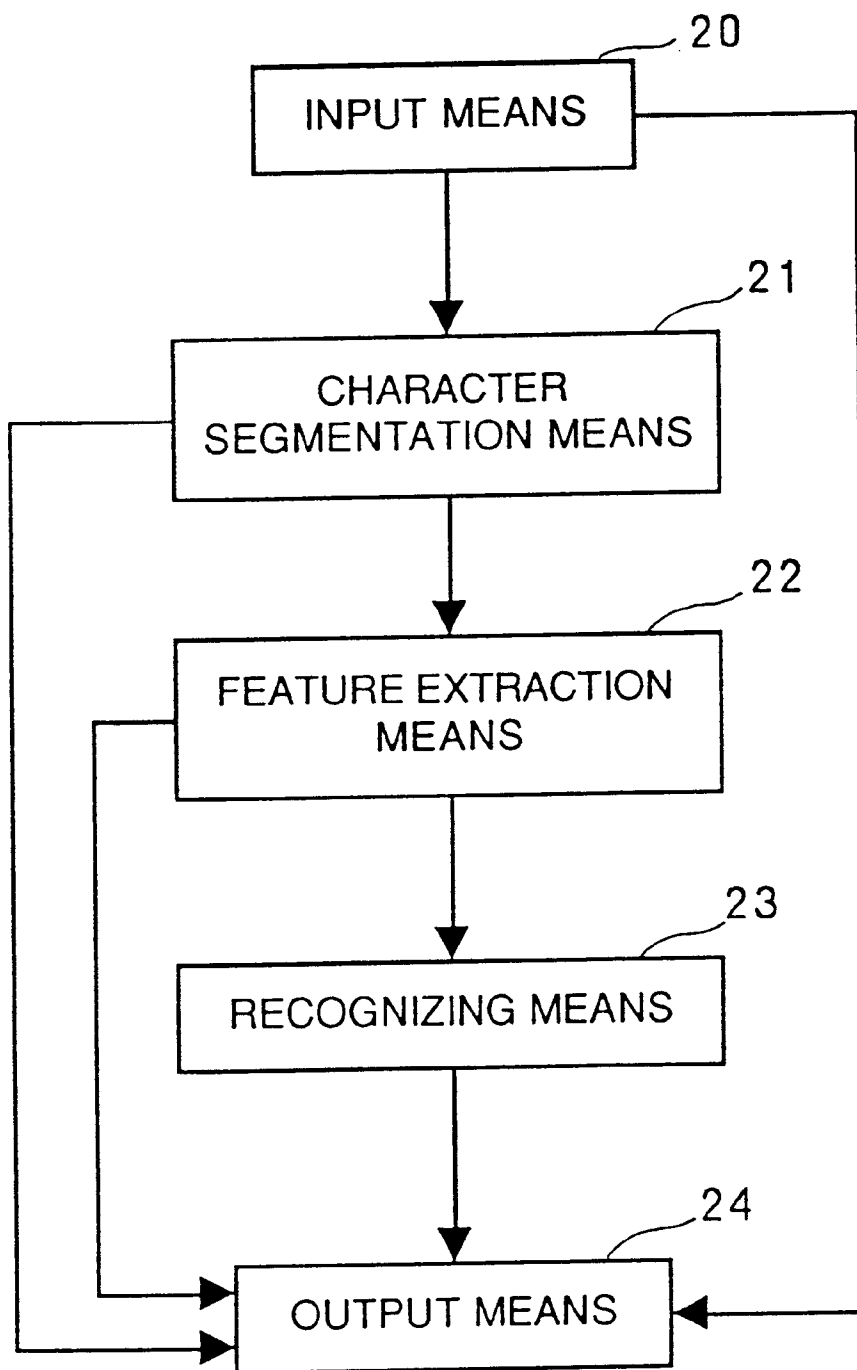 20
INPUT MEANS
21
CHARACTER
SEGMENTATION MEANS
22
FEATURE EXTRACTION
MEANS
23
RECOGNIZING MEANS
24
OUTPUT MEANS